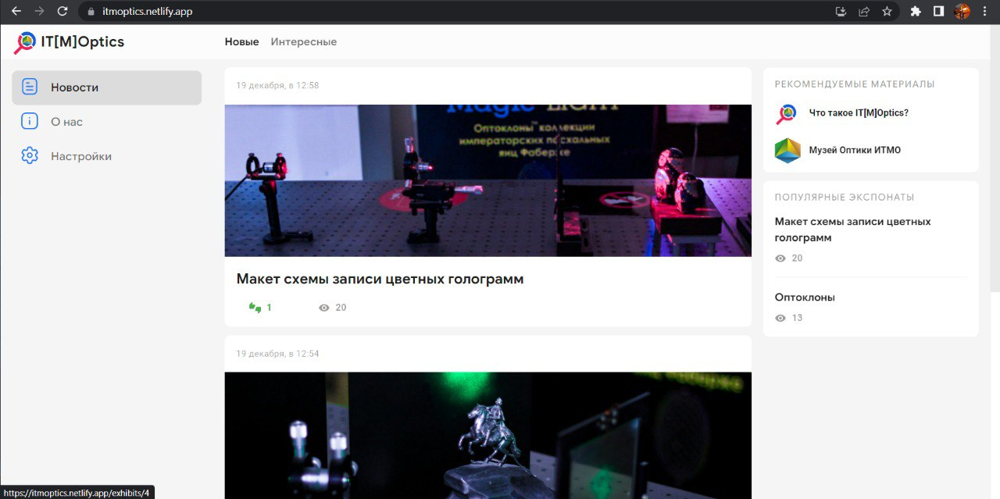 itmoptics.netlify.app
IT[M]Optics
Новые
Интересные
Новости
О нас
Настройки
19 декабря, в 12:58
Magic Light
Оптоклоны™ коллекции
императорских пасхальных
яиц Фаберже
Макет схемы записи цветных голограмм
1
20
19 декабря, в 12:54
РЕКОМЕНДУЕМЫЕ МАТЕРИАЛЫ
Что такое IT[M]Optics?
Музей Оптики ИТМО
ПОПУЛЯРНЫЕ ЭКСПОНАТЫ
Макет схемы записи цветных
голограмм
20
Оптоклоны
13
https://itmoptics.netlify.app/exhibits/4